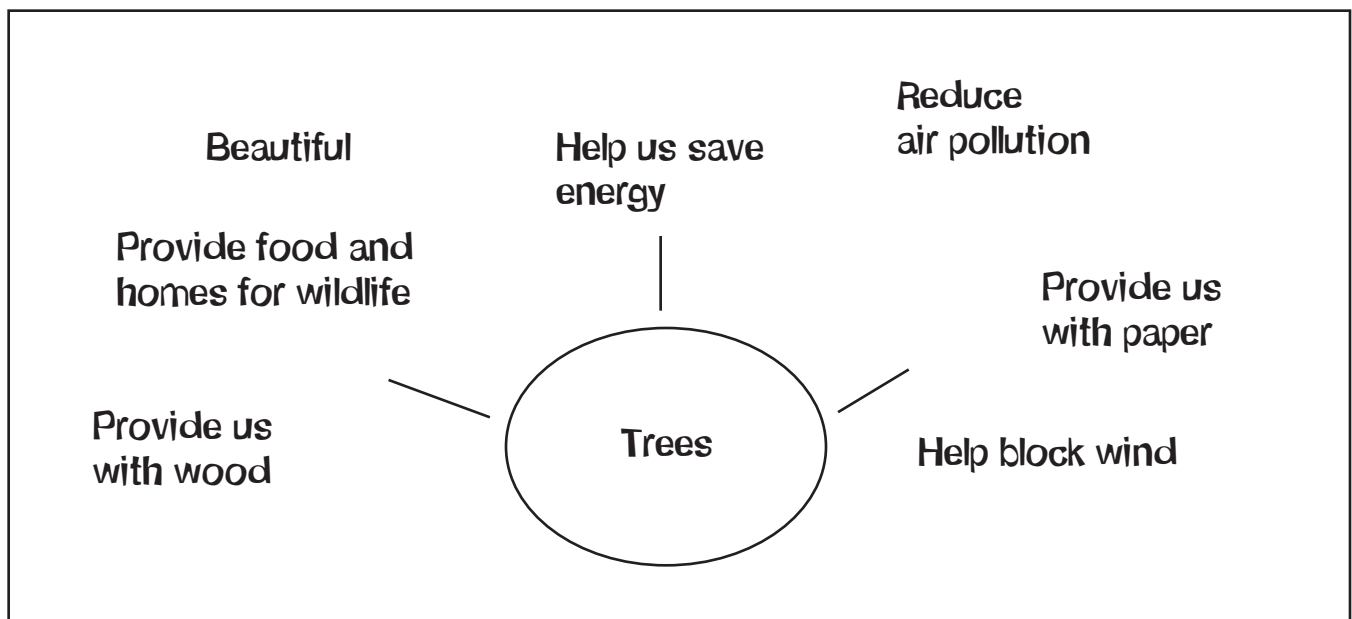 Beautiful
Help us save
energy
Reduce
air pollution
Provide food and
homes for wildlife
Provide us
with paper
Provide us
with wood
Trees
Help block wind